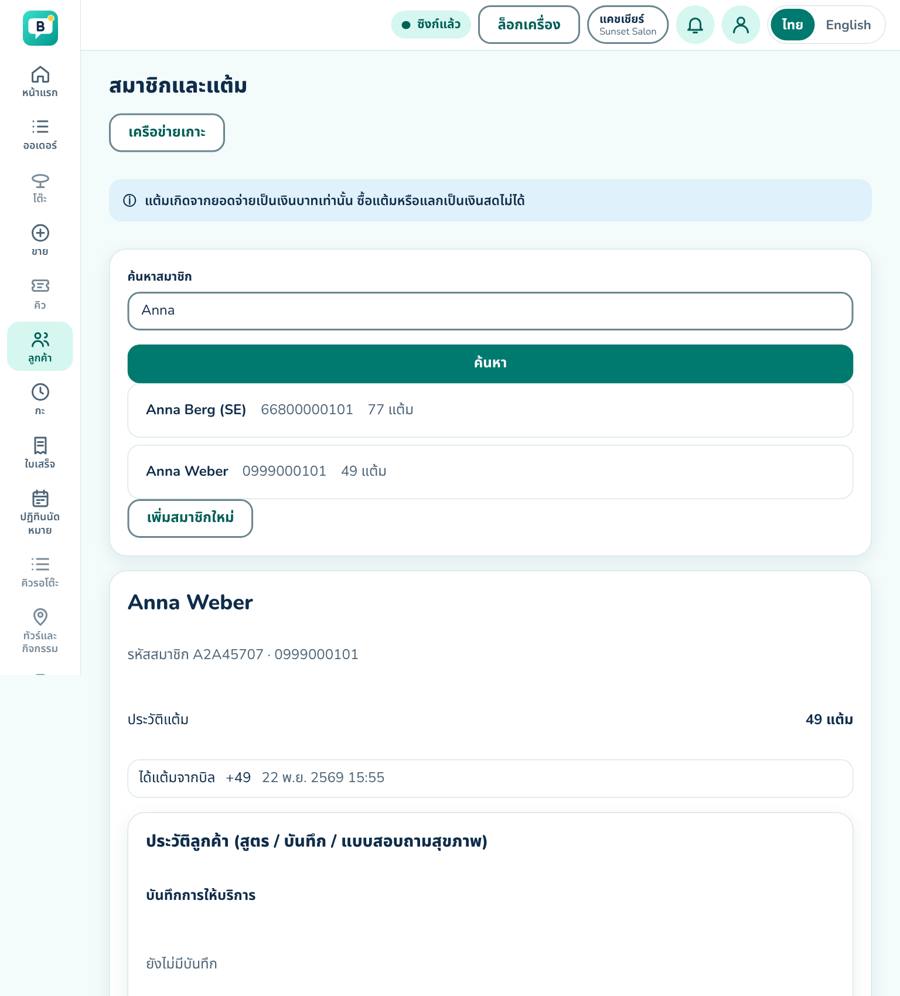 B
ซิงก์แล้ว
ล็อกเครื่อง
แคชเชียร์
Sunset Salon
ไทย
English
หน้าแรก
ออเดอร์
โต๊ะ
ขาย
คิว
ลูกค้า
กะ
ใบเสร็จ
ปฏิทินนัด
หมาย
คิวรอโต๊ะ
ทัวร์และ
กิจกรรม
สมาชิกและแต้ม
เครือข่ายเกาะ
แต้มเกิดจากยอดจ่ายเป็นเงินบาทเท่านั้น ซื้อแต้มหรือแลกเป็นเงินสดไม่ได้
ค้นหาสมาชิก
Anna
ค้นหา
Anna Berg (SE) 66800000101 77 แต้ม
Anna Weber 0999000101 49 แต้ม
เพิ่มสมาชิกใหม่
Anna Weber
รหัสสมาชิก A2A45707 · 0999000101
ประวัติแต้ม 49 แต้ม
ได้แต้มจากบิล +49 22 พ.ย. 2569 15:55
ประวัติลูกค้า (สูตร / บันทึก / แบบสอบถามสุขภาพ)
บันทึกการให้บริการ
ยังไม่มีบันทึก